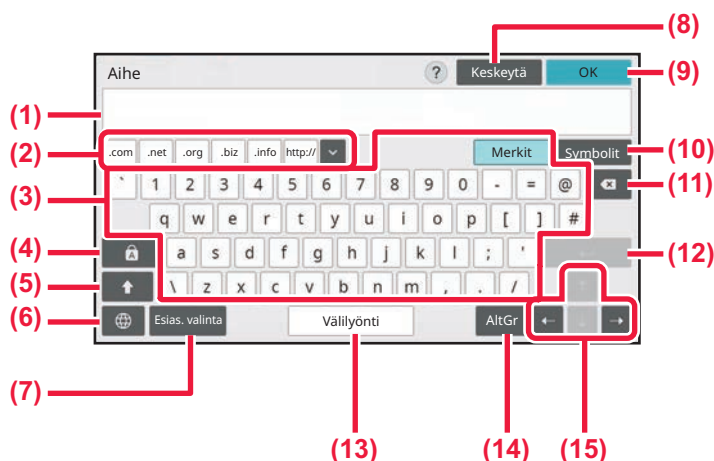 (8)
Aihe ? Keskeytä OK (9)
(1)
(2) .com .net .org .biz .info http:// Merkit Symbolit (10)
(3) ` 1 2 3 4 5 6 7 8 9 0 - = @ (11)
q w e r t y u i o p [ ] #
(4) A a s d f g h j k l ; ' (12)
(5) \ z x c v b n m , . /
(6) Esias. valinta Välilyönti AltGr ← ↓ → ↑
(7)
(13) (14) (15)